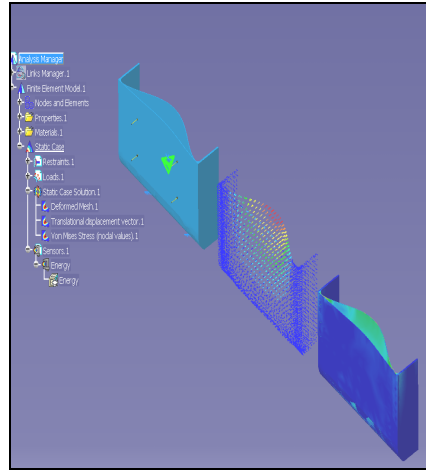 Analysis Manager
Links Manager.1
Finite Element Model.1
Nodes and Elements
Properties.1
Materials.1
Static Case
Restraints.1
Loads.1
Static Case Solution.1
Deformed Mesh.1
Translational displacement vector.1
Von Mises Stress (nodal values).1
Sensors.1
Energy
Energy